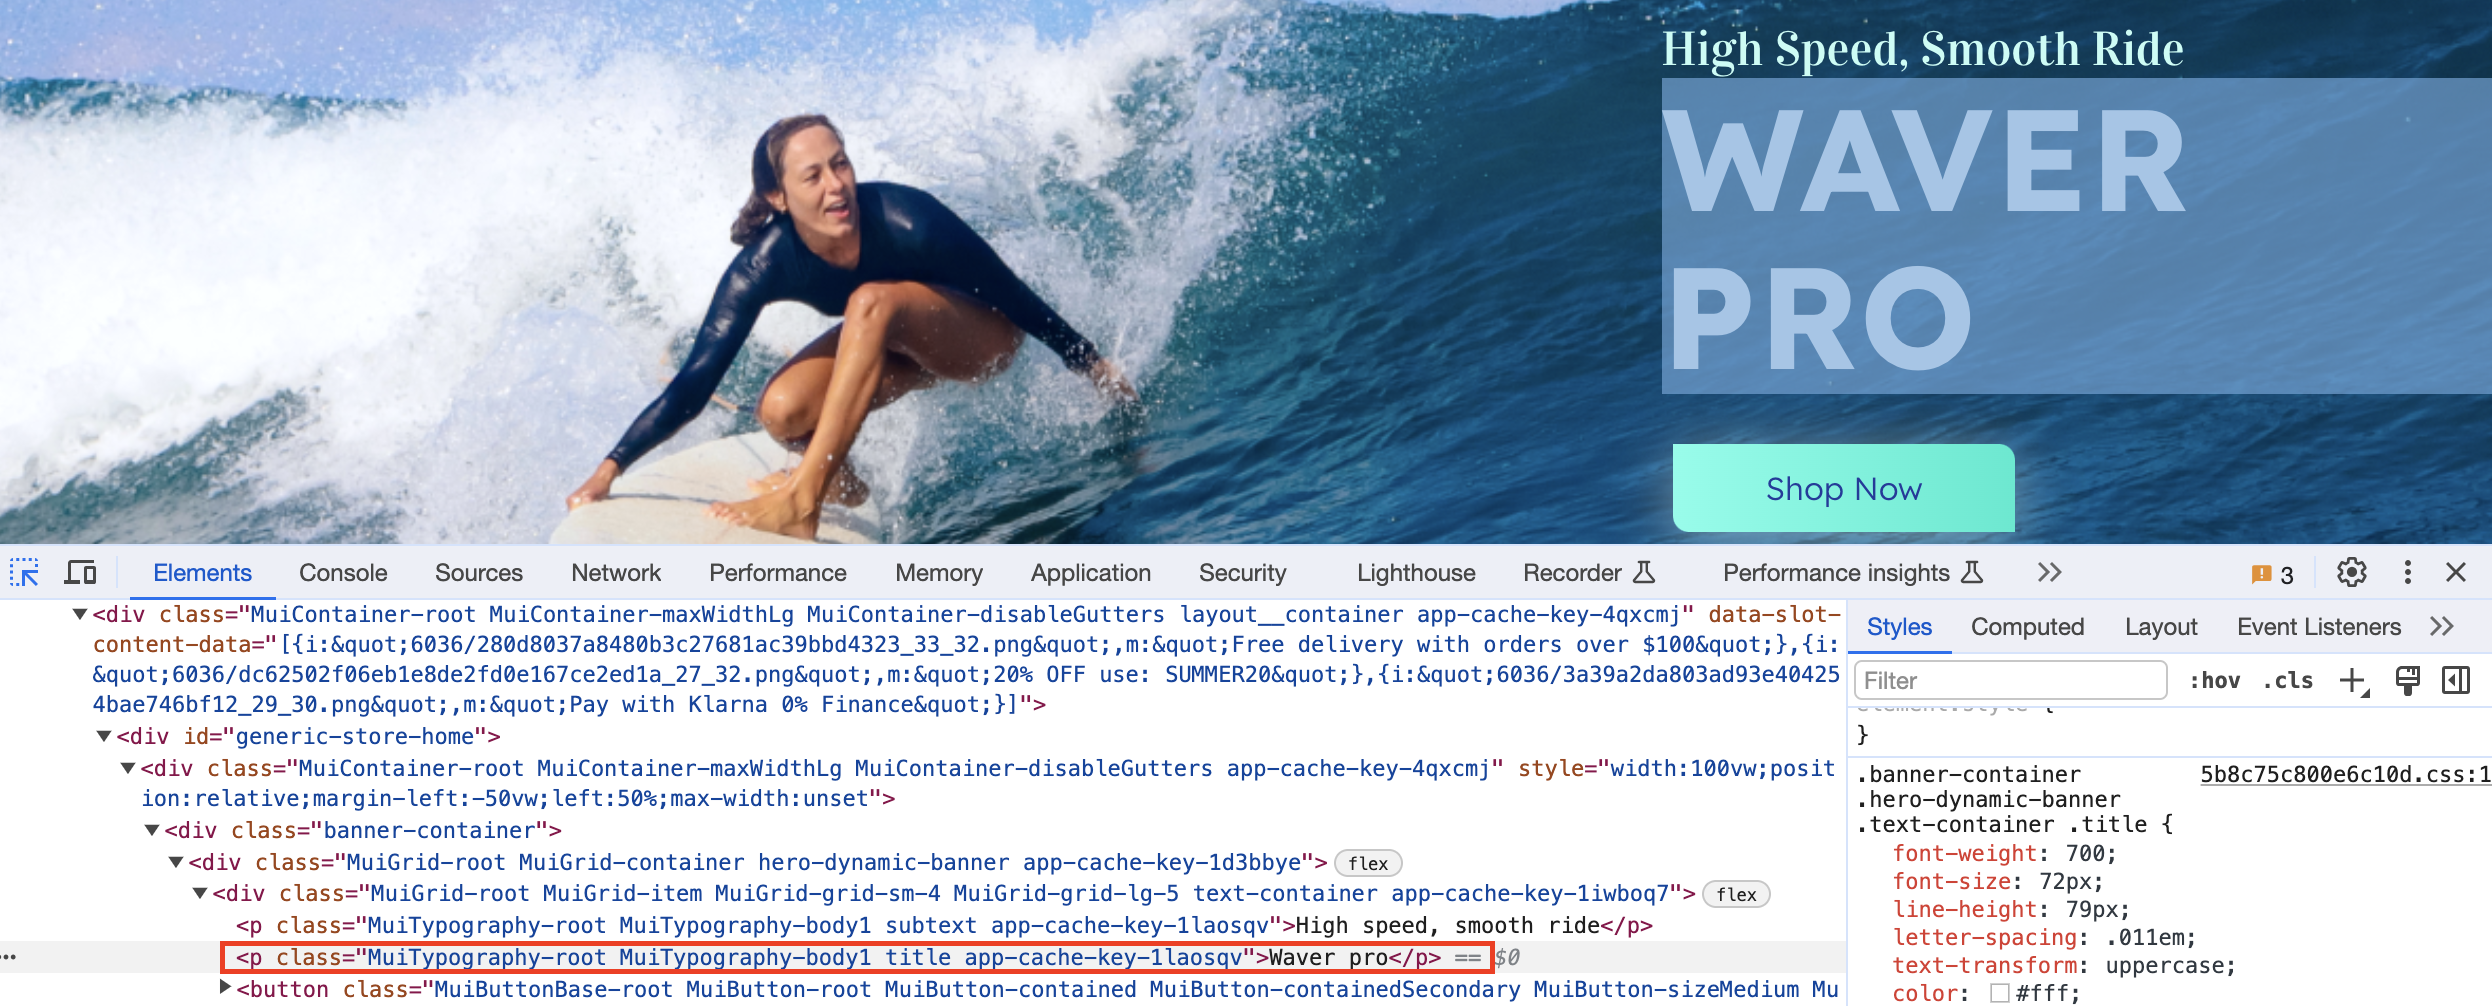 High Speed, Smooth Ride
WAVER
PRO
Shop Now
Elements Console Sources Network Performance Memory Application Security Lighthouse Recorder Performance insights 3
<div class="MuiContainer-root MuiContainer-maxWidthLg MuiContainer-disableGutters layout__container app-cache-key-4qxcmj" data-slot-
content-data="[{i:&quot;6036/280d8037a8480b3c27681ac39bbd4323_33_32.png&quot;,m:&quot;Free delivery with orders over $100&quot;},{i:
&quot;6036/dc62502f06eb1e8de2fd0e167ce2ed1a_27_32.png&quot;,m:&quot;20% OFF use: SUMMER20&quot;},{i:&quot;6036/3a39a2da803ad93e40425
4bae746bf12_29_30.png&quot;,m:&quot;Pay with Klarna 0% Finance&quot;}]">
<div id="generic-store-home">
<div class="MuiContainer-root MuiContainer-maxWidthLg MuiContainer-disableGutters app-cache-key-4qxcmj" style="width:100vw;posit
ion:relative;margin-left:-50vw;left:50%;max-width:unset">
<div class="banner-container">
<div class="MuiGrid-root MuiGrid-container hero-dynamic-banner app-cache-key-1d3bbye"> flex
<div class="MuiGrid-root MuiGrid-item MuiGrid-grid-sm-4 MuiGrid-grid-lg-5 text-container app-cache-key-1iwboq7"> flex
<p class="MuiTypography-root MuiTypography-body1 subtext app-cache-key-1laosqv">High speed, smooth ride</p>
<p class="MuiTypography-root MuiTypography-body1 title app-cache-key-1laosqv">Waver pro</p> == $0
<button class="MuiButtonBase-root MuiButton-root MuiButton-contained MuiButton-containedSecondary MuiButton-sizeMedium Mu
Styles Computed Layout Event Listeners
Filter :hov .cls
element.style {
}
.banner-container 5b8c75c800e6c10d.css:1
.hero-dynamic-banner
.text-container .title {
font-weight: 700;
font-size: 72px;
line-height: 79px;
letter-spacing: .011em;
text-transform: uppercase;
color: #fff;